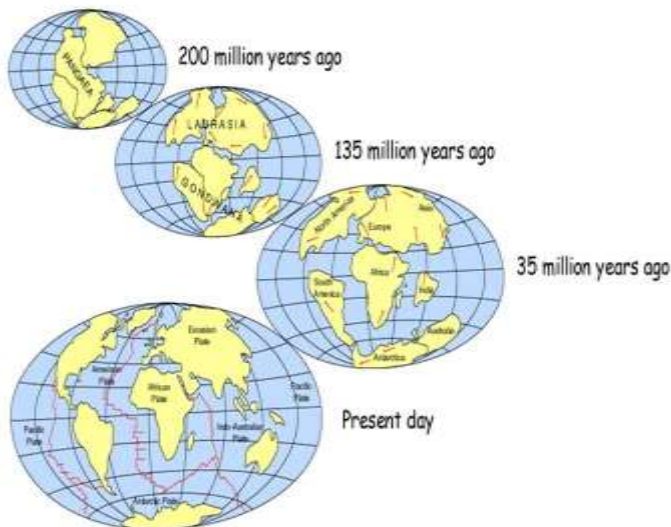 200 million years ago
PANGAEA
LAURASIA
135 million years ago
GONDWANA
North America
Asia
Europe
35 million years ago
Africa
South
America
India
Australia
Antarctica
Eurasian
Plate
American
Plate
African
Plate
Pacific
Plate
Pacific
Plate
Indo-Australian
Plate
Present day
Antarctic Plate